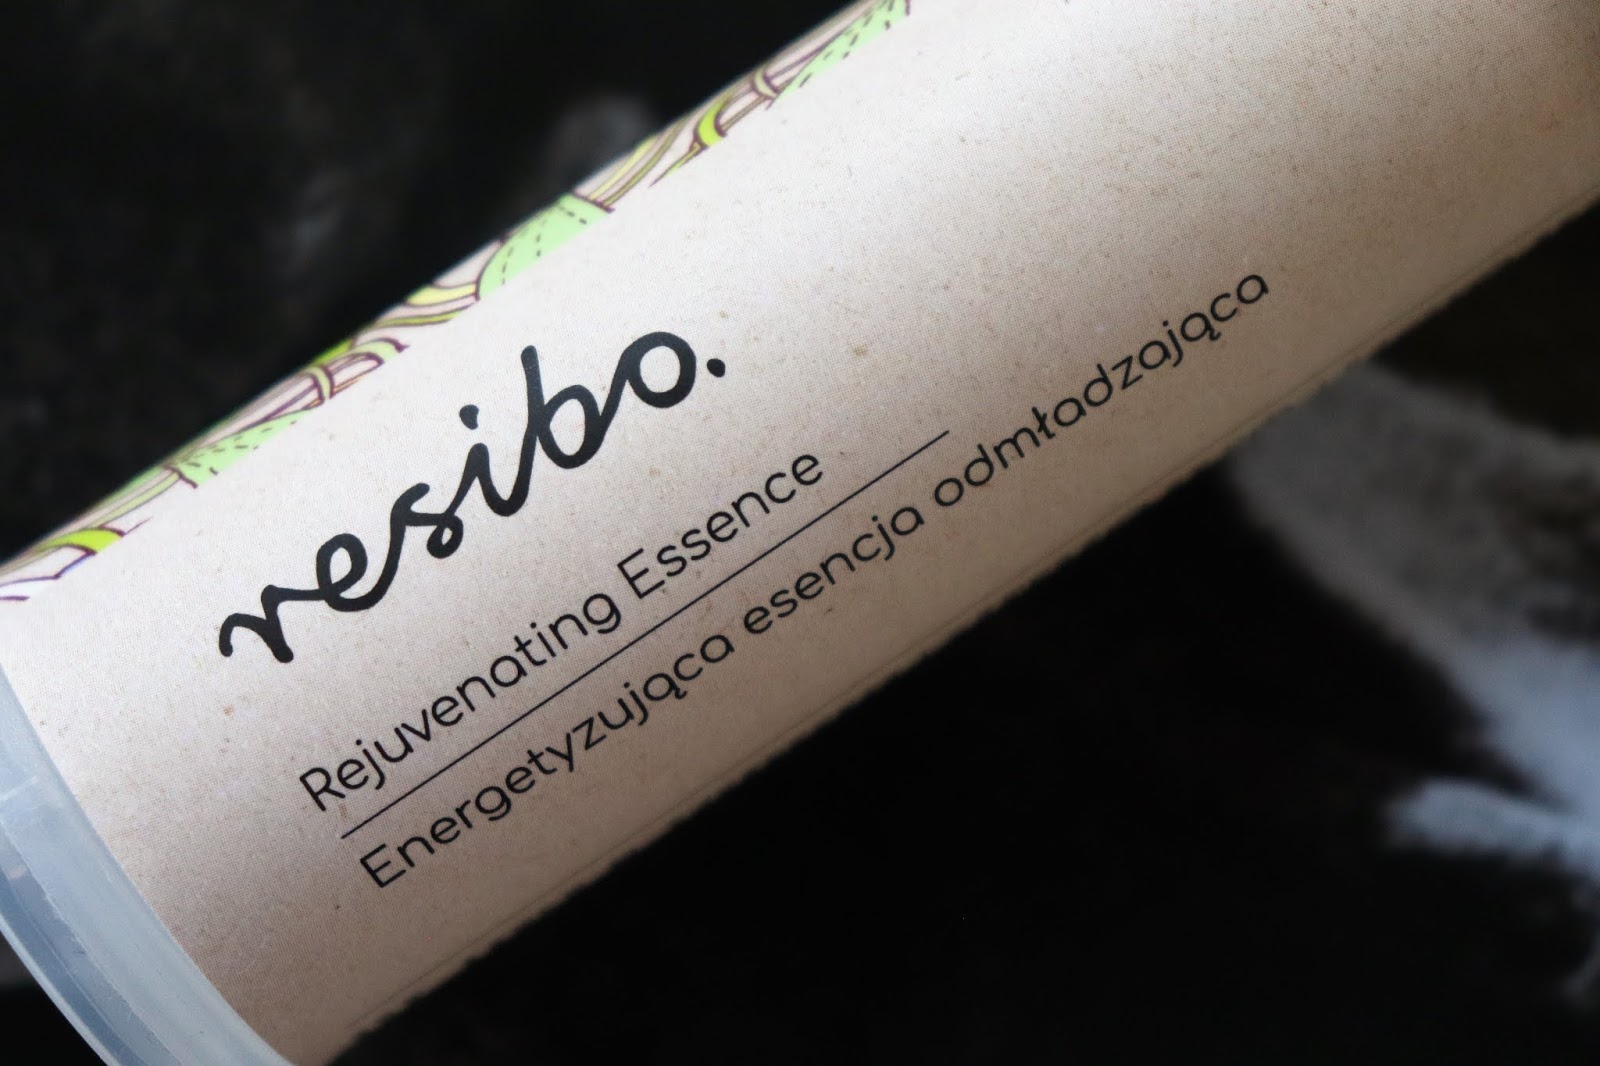 resibo.
Rejuvenating Essence
Energetyzująca esencja odmładzająca